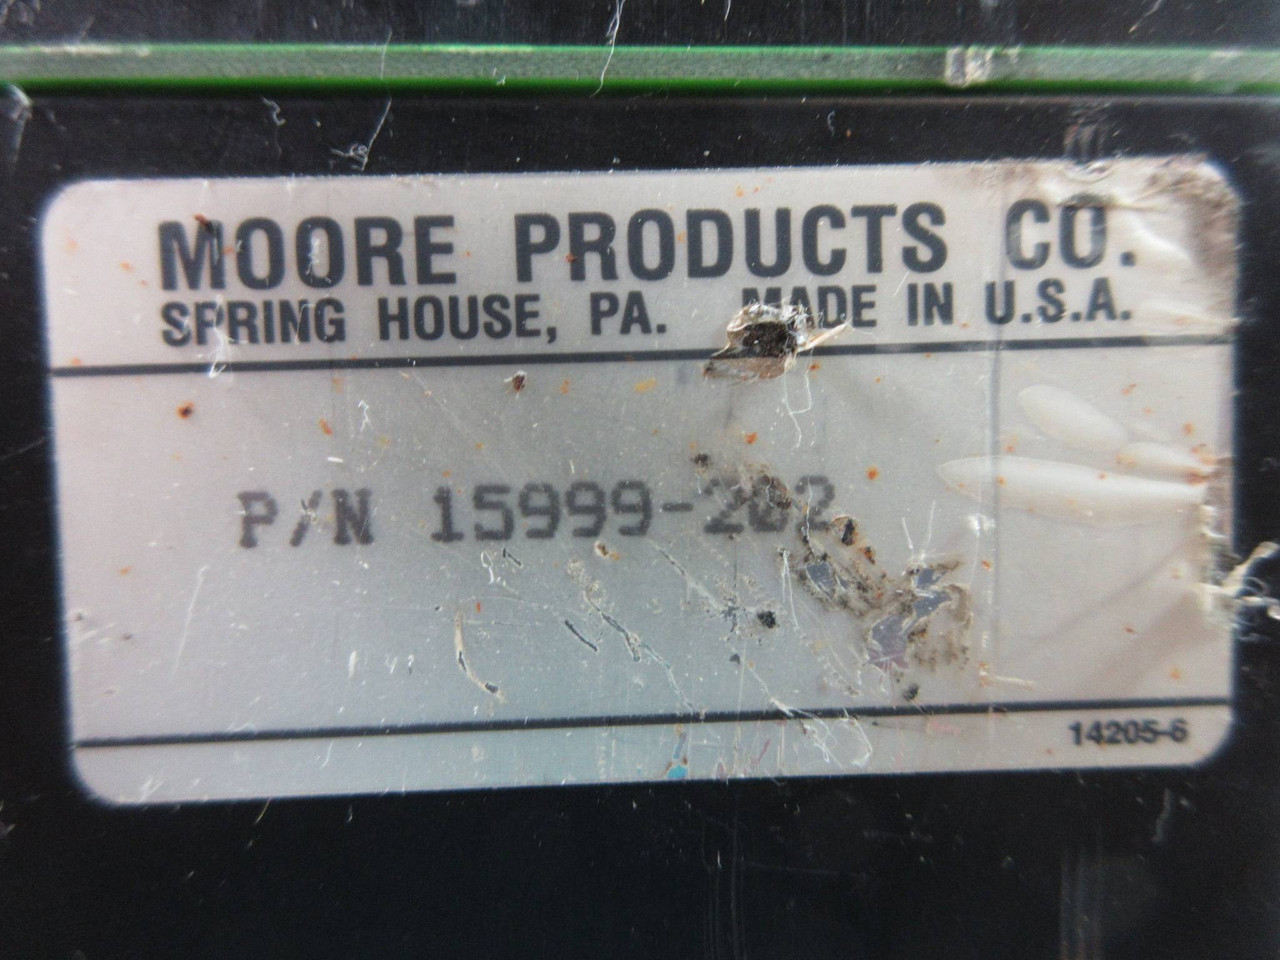 MOORE PRODUCTS CO.
SPRING HOUSE, PA. MADE IN U.S.A.
P/N 15999-202
14205-6